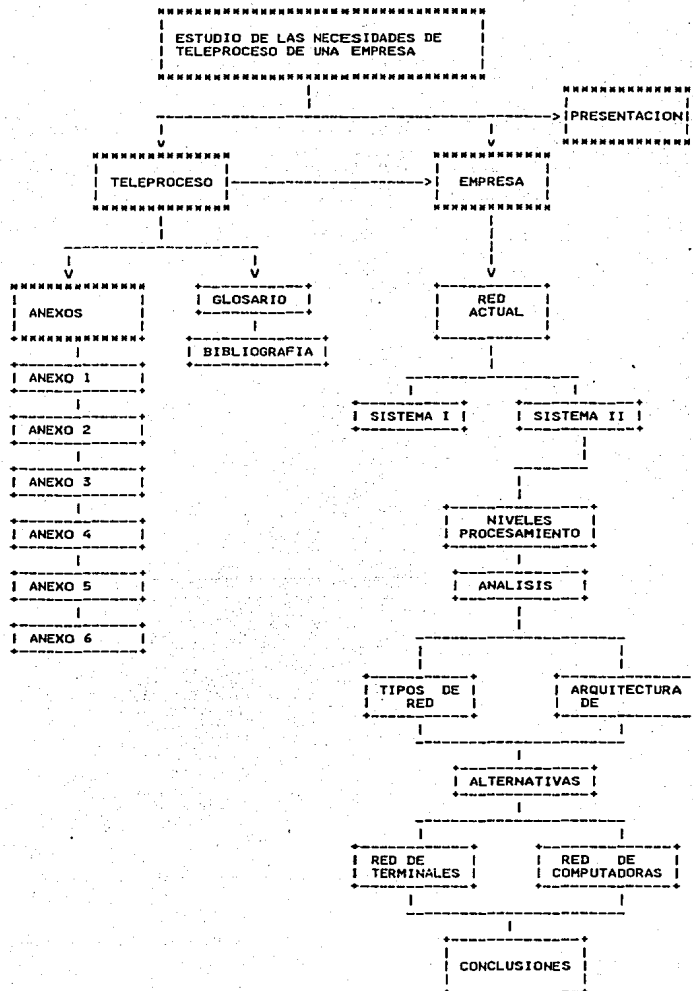 ESTUDIO DE LAS NECESIDADES DE
TELEPROCESO DE UNA EMPRESA
PRESENTACION
TELEPROCESO
EMPRESA
ANEXOS
GLOSARIO
RED
ACTUAL
BIBLIOGRAFIA
ANEXO 1
SISTEMA I
SISTEMA II
ANEXO 2
ANEXO 3
NIVELES
PROCESAMIENTO
ANEXO 4
ANALISIS
ANEXO 5
ANEXO 6
TIPOS DE
RED
ARQUITECTURA
DE
ALTERNATIVAS
RED DE
TERMINALES
RED DE
COMPUTADORAS
CONCLUSIONES